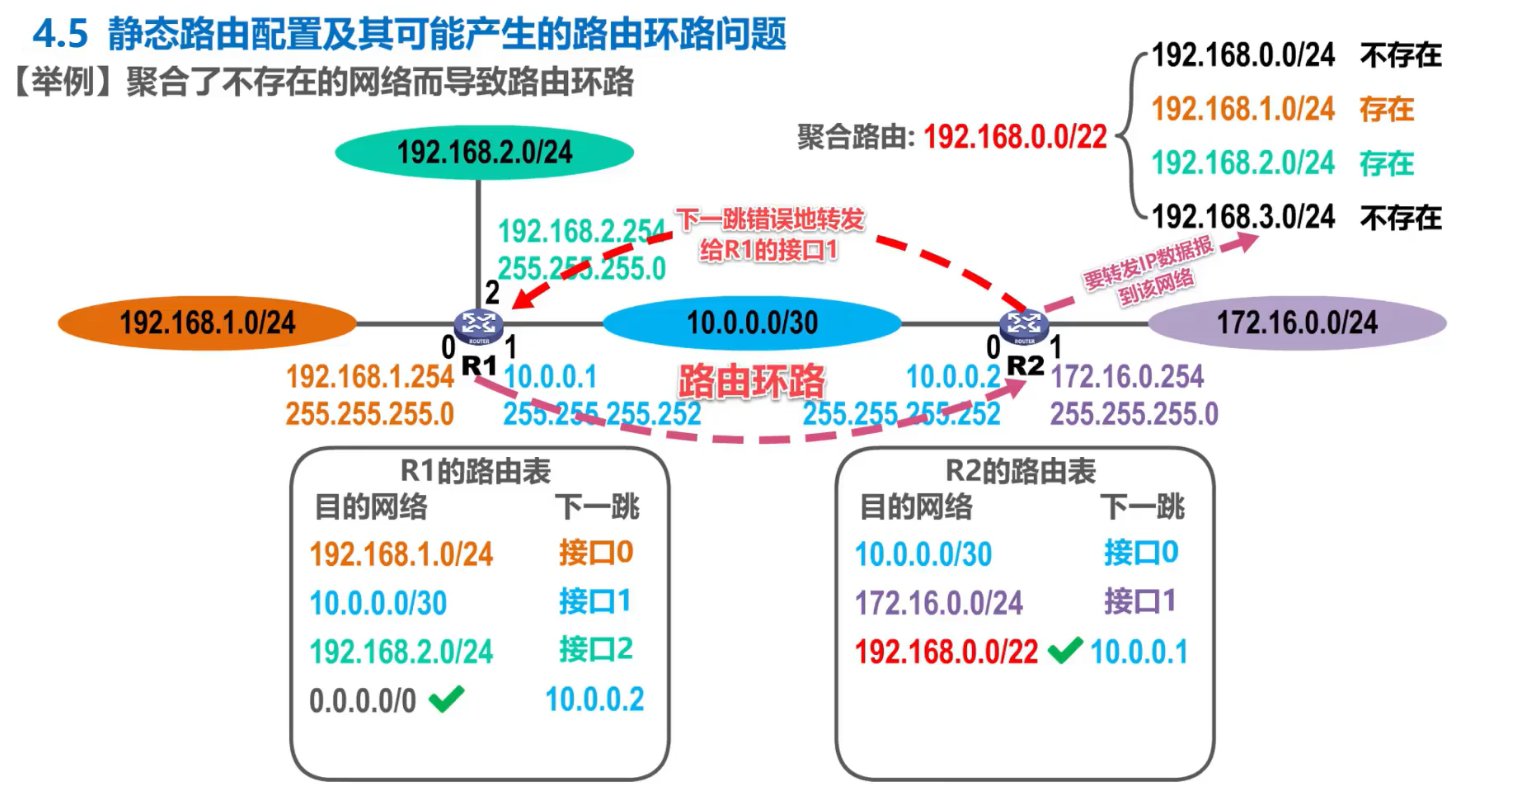 4.5 静态路由配置及其可能产生的路由环路问题
【举例】聚合了不存在的网络而导致路由环路
聚合路由: 192.168.0.0/22
192.168.0.0/24 不存在
192.168.1.0/24 存在
192.168.2.0/24 存在
192.168.3.0/24 不存在
192.168.2.0/24
192.168.2.254
255.255.255.0
下一跳错误地转发
给R1的接口1
要转发IP数据报
到该网络
2
192.168.1.0/24
ROUTER
10.0.0.0/30
ROUTER
172.16.0.0/24
0
1
R1
0
1
R2
192.168.1.254
255.255.255.0
10.0.0.1
255.255.255.252
路由环路
10.0.0.2
255.255.255.252
172.16.0.254
255.255.255.0
R1的路由表
目的网络 下一跳
192.168.1.0/24 接口0
10.0.0.0/30 接口1
192.168.2.0/24 接口2
0.0.0.0/0 10.0.0.2
R2的路由表
目的网络 下一跳
10.0.0.0/30 接口0
172.16.0.0/24 接口1
192.168.0.0/22 10.0.0.1